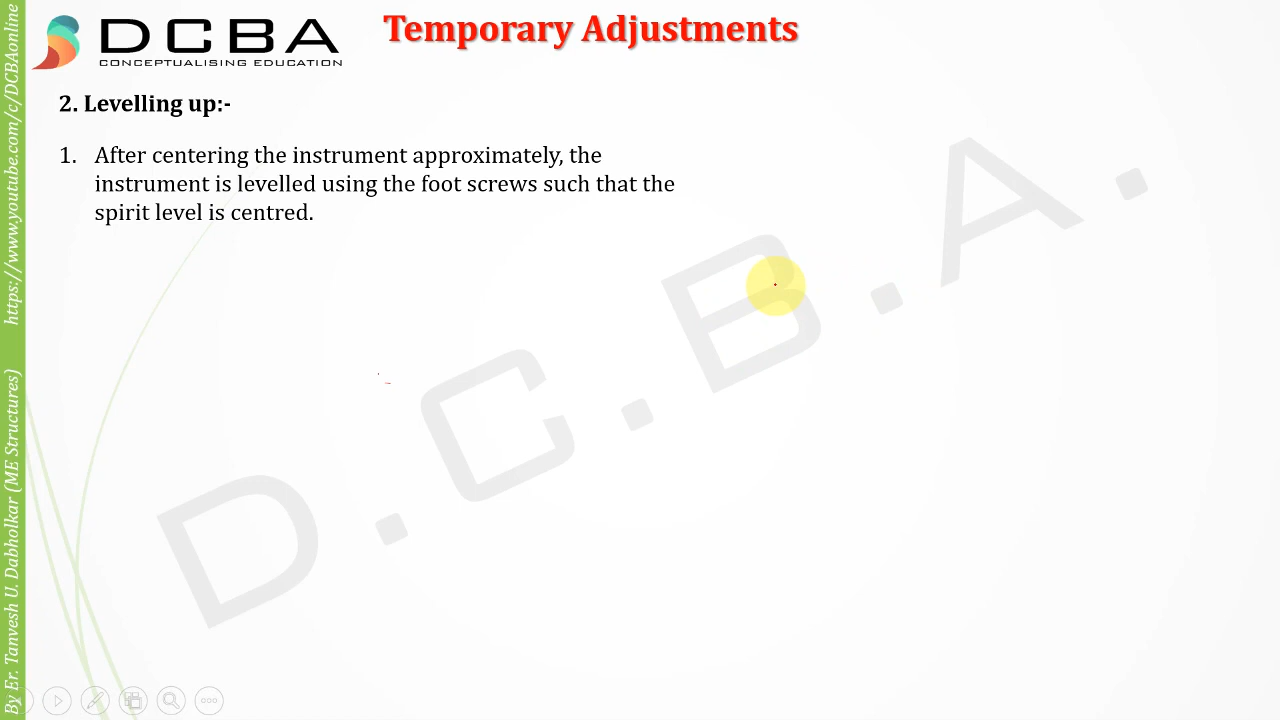 Temporary Adjustments
DCBA
CONCEPTUALISING EDUCATION
2. Levelling up:-
1. After centering the instrument approximately, the
instrument is levelled using the foot screws such that the
spirit level is centred.
D.C.B.A.
By Er. Tanvesh U. Dabholkar (ME Structures) https://www.youtube.com/c/DCBAonline